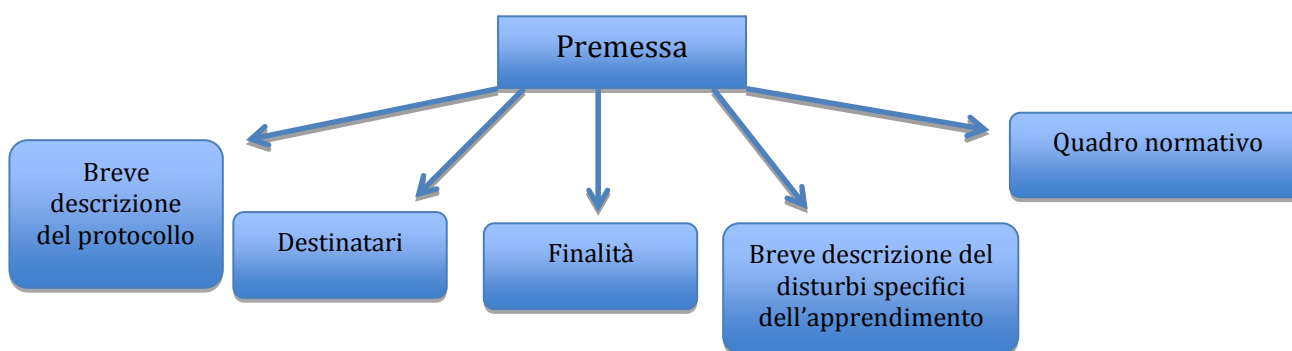 Premessa
Breve
descrizione
del protocollo
Destinatari
Finalità
Breve descrizione del
disturbi specifici
dell’apprendimento
Quadro normativo